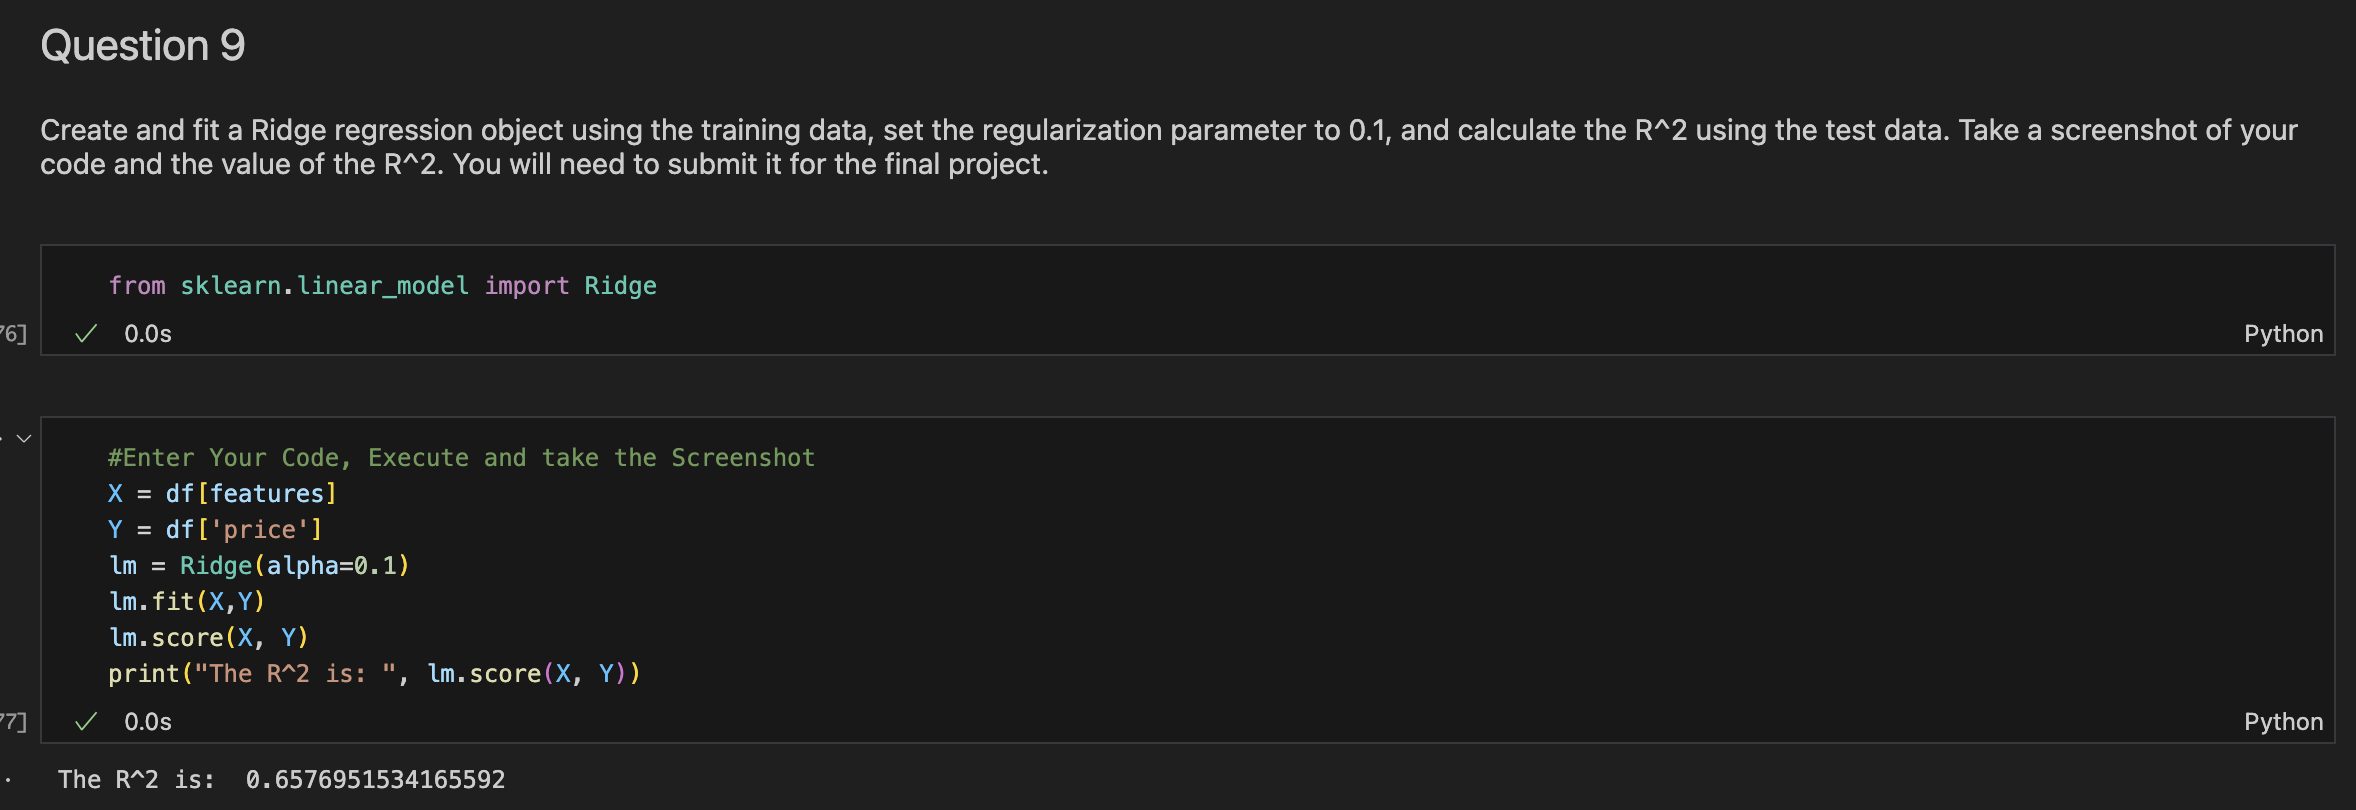 Question 9
Create and fit a Ridge regression object using the training data, set the regularization parameter to 0.1, and calculate the R^2 using the test data. Take a screenshot of your
code and the value of the R^2. You will need to submit it for the final project.
from sklearn.linear_model import Ridge
76]
0.0s
Python
#Enter Your Code, Execute and take the Screenshot
X = df[features]
Y = df['price']
lm = Ridge(alpha=0.1)
lm.fit(X,Y)
lm.score(X, Y)
print("The R^2 is: ", lm.score(X, Y))
77]
0.0s
Python
The R^2 is:  0.6576951534165592